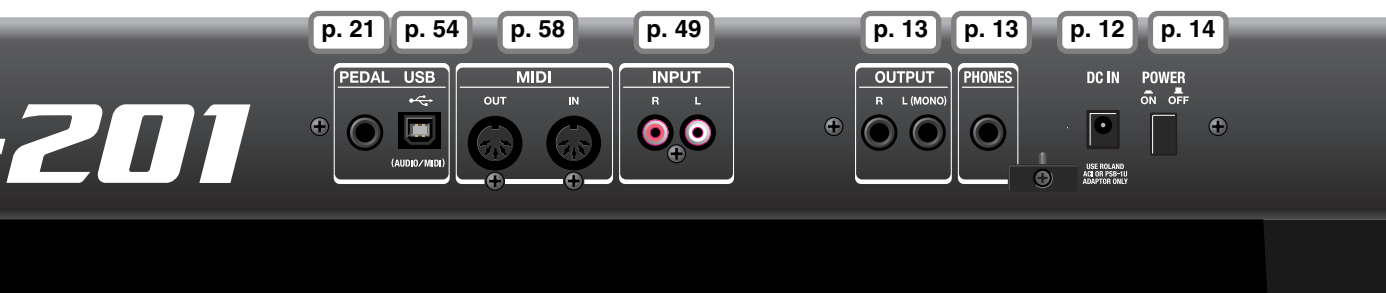 p. 21 p. 54 p. 58 p. 49 p. 13 p. 13 p. 12 p. 14
PEDAL USB MIDI INPUT OUTPUT PHONES DC IN POWER
OUT IN R L R L (MONO) ON OFF
-201
(AUDIO/MIDI)
USE ROLAND
ACI OR PSB-1U
ADAPTOR ONLY